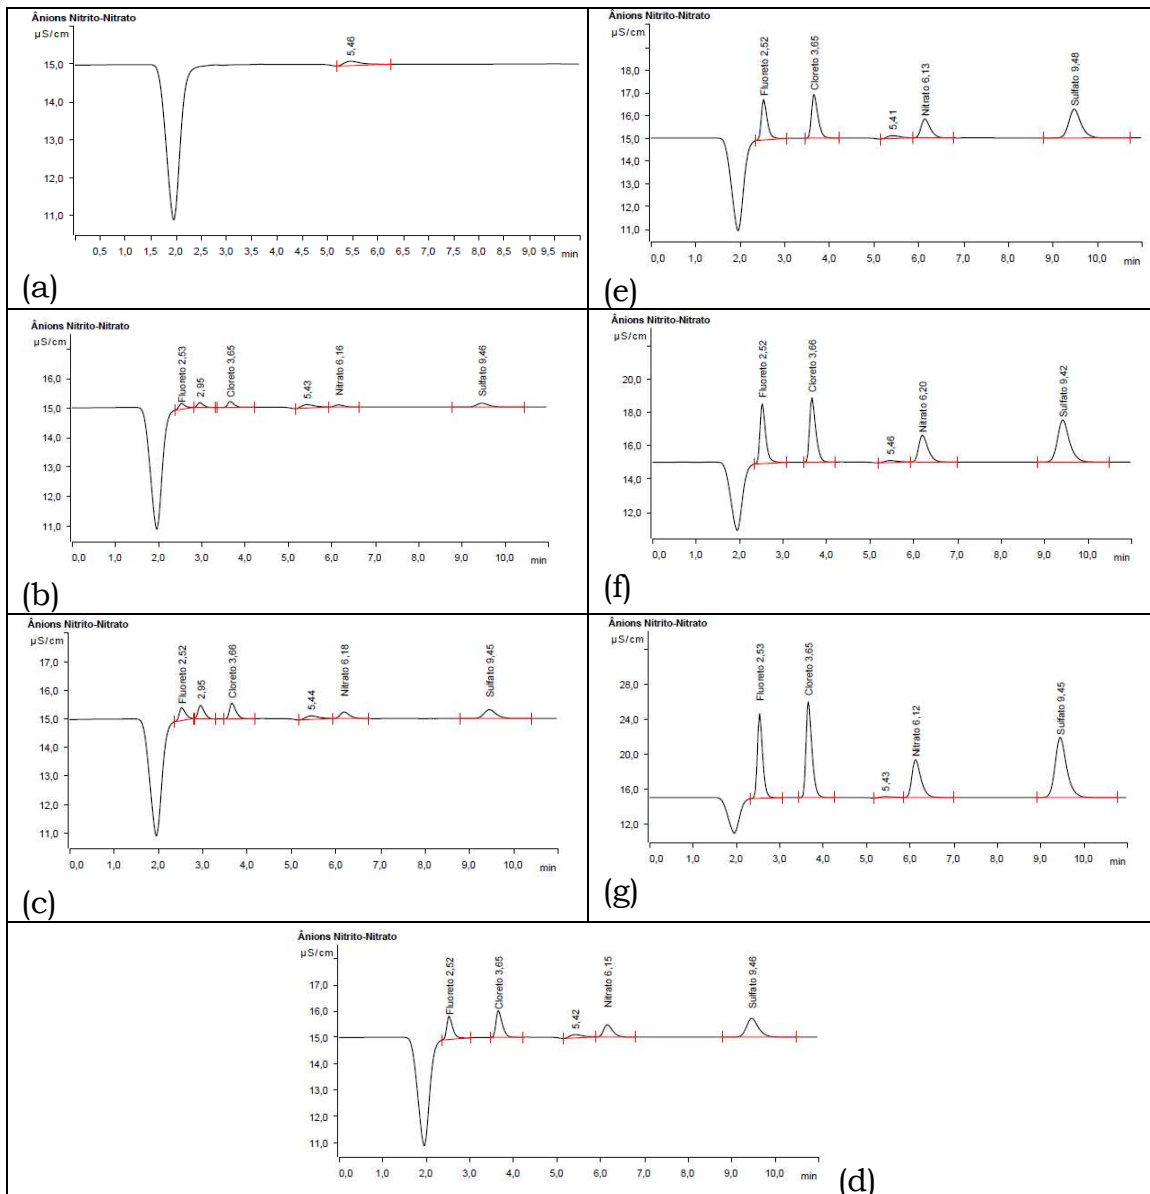 Ânions Nitrito-Nitrato
µS/cm
5,46
15,0
14,0
13,0
12,0
11,0
0,5 1,0 1,5 2,0 2,5 3,0 3,5 4,0 4,5 5,0 5,5 6,0 6,5 7,0 7,5 8,0 8,5 9,0 9,5 min
(a)
Ânions Nitrito-Nitrato
µS/cm
Fluoreto 2,52
Cloreto 3,65
5,41
Nitrato 6,13
Sulfato 9,48
18,0
17,0
16,0
15,0
14,0
13,0
12,0
11,0
0,0 1,0 2,0 3,0 4,0 5,0 6,0 7,0 8,0 9,0 10,0 min
(e)
Ânions Nitrito-Nitrato
µS/cm
Fluoreto 2,53
2,95
Cloreto 3,65
5,43
Nitrato 6,16
Sulfato 9,46
16,0
15,0
14,0
13,0
12,0
11,0
0,0 1,0 2,0 3,0 4,0 5,0 6,0 7,0 8,0 9,0 10,0 min
(b)
Ânions Nitrito-Nitrato
µS/cm
Fluoreto 2,52
Cloreto 3,66
5,46
Nitrato 6,20
Sulfato 9,42
20,0
18,0
16,0
14,0
12,0
0,0 1,0 2,0 3,0 4,0 5,0 6,0 7,0 8,0 9,0 10,0 min
(f)
Ânions Nitrito-Nitrato
µS/cm
Fluoreto 2,52
2,95
Cloreto 3,66
5,44
Nitrato 6,18
Sulfato 9,45
17,0
16,0
15,0
14,0
13,0
12,0
11,0
0,0 1,0 2,0 3,0 4,0 5,0 6,0 7,0 8,0 9,0 10,0 min
(c)
Ânions Nitrito-Nitrato
µS/cm
Fluoreto 2,53
Cloreto 3,65
5,43
Nitrato 6,12
Sulfato 9,45
28,0
24,0
20,0
16,0
12,0
0,0 1,0 2,0 3,0 4,0 5,0 6,0 7,0 8,0 9,0 10,0 min
(g)
Ânions Nitrito-Nitrato
µS/cm
Fluoreto 2,52
Cloreto 3,65
5,42
Nitrato 6,15
Sulfato 9,46
17,0
16,0
15,0
14,0
13,0
12,0
11,0
0,0 1,0 2,0 3,0 4,0 5,0 6,0 7,0 8,0 9,0 10,0 min
(d)